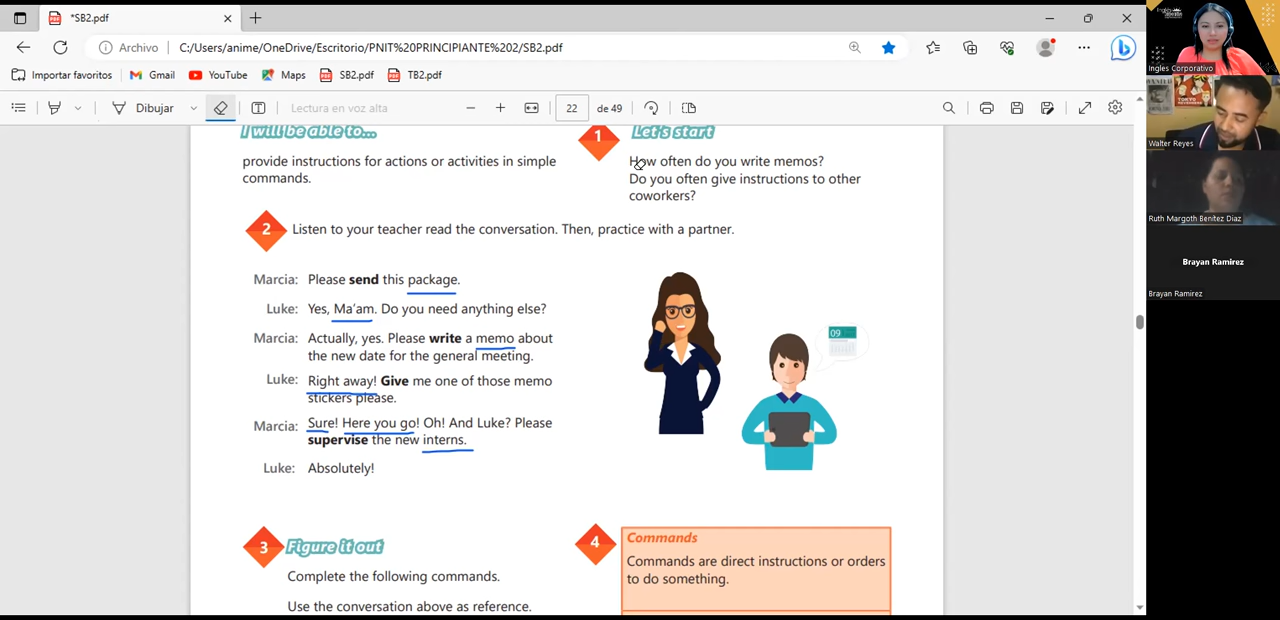 *SB2.pdf
Archivo
C:/Users/anime/OneDrive/Escritorio/PNIT%20PRINCIPIANTE%202/SB2.pdf
Importar favoritos
Gmail
YouTube
Maps
SB2.pdf
TB2.pdf
Dibujar
Lectura en voz alta
22
de 49
I will be able to...
provide instructions for actions or activities in simple
commands.
1
Let's start
How often do you write memos?
Do you often give instructions to other
coworkers?
2
Listen to your teacher read the conversation. Then, practice with a partner.
Marcia: Please send this package.
Luke: Yes, Ma'am. Do you need anything else?
Marcia: Actually, yes. Please write a memo about
the new date for the general meeting.
Luke: Right away! Give me one of those memo
stickers please.
Marcia: Sure! Here you go! Oh! And Luke? Please
supervise the new interns.
Luke: Absolutely!
09
3
Figure it out
Complete the following commands.
Use the conversation above as reference.
4
Commands
Commands are direct instructions or orders
to do something.
Ingles Corporativo
Walter Reyes
Ruth Margoth Benitez Diaz
Brayan Ramirez
Brayan Ramirez